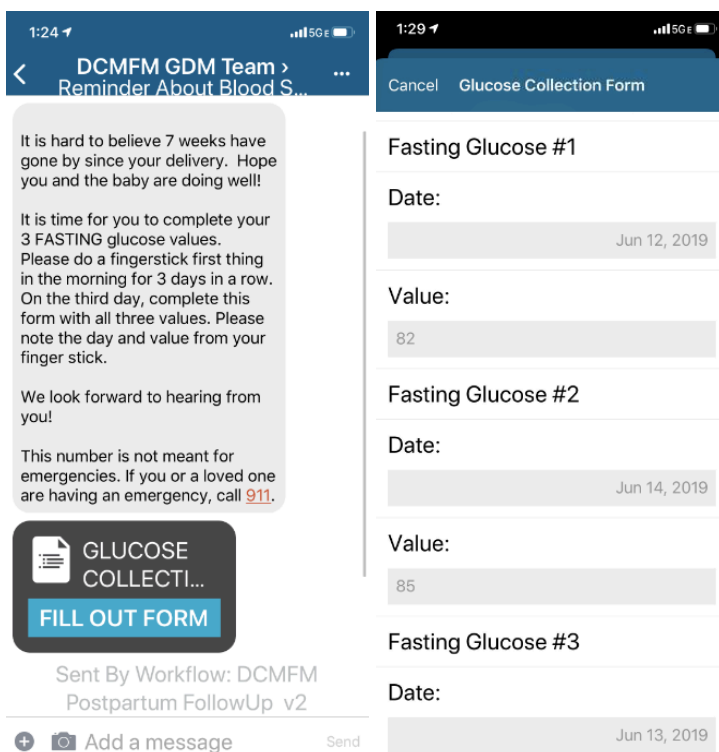 1:24
5G E
DCMFM GDM Team ›
Reminder About Blood S...
...
It is hard to believe 7 weeks have
gone by since your delivery. Hope
you and the baby are doing well!
It is time for you to complete your
3 FASTING glucose values.
Please do a fingerstick first thing
in the morning for 3 days in a row.
On the third day, complete this
form with all three values. Please
note the day and value from your
finger stick.
We look forward to hearing from
you!
This number is not meant for
emergencies. If you or a loved one
are having an emergency, call 911.
GLUCOSE
COLLECTI...
FILL OUT FORM
Sent By Workflow: DCMFM
Postpartum FollowUp v2
Add a message
Send
1:29
5G E
Cancel Glucose Collection Form
Fasting Glucose #1
Date:
Jun 12, 2019
Value:
82
Fasting Glucose #2
Date:
Jun 14, 2019
Value:
85
Fasting Glucose #3
Date:
Jun 13, 2019